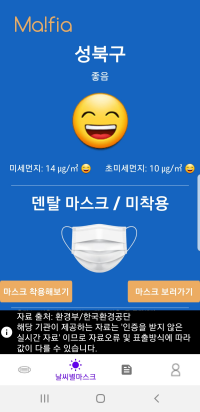 Ma!fia
성북구
좋음
미세먼지: 14 µg/㎥ 😄 초미세먼지: 10 µg/㎥ 😄
덴탈 마스크 / 미착용
마스크 착용해보기 마스크 보러가기
자료 출처: 환경부/한국환경공단
해당 기관이 제공하는 자료는 '인증을 받지 않은
실시간 자료' 이므로 자료오류 및 표출방식에 따라
값이 다를 수 있습니다.
날씨별마스크